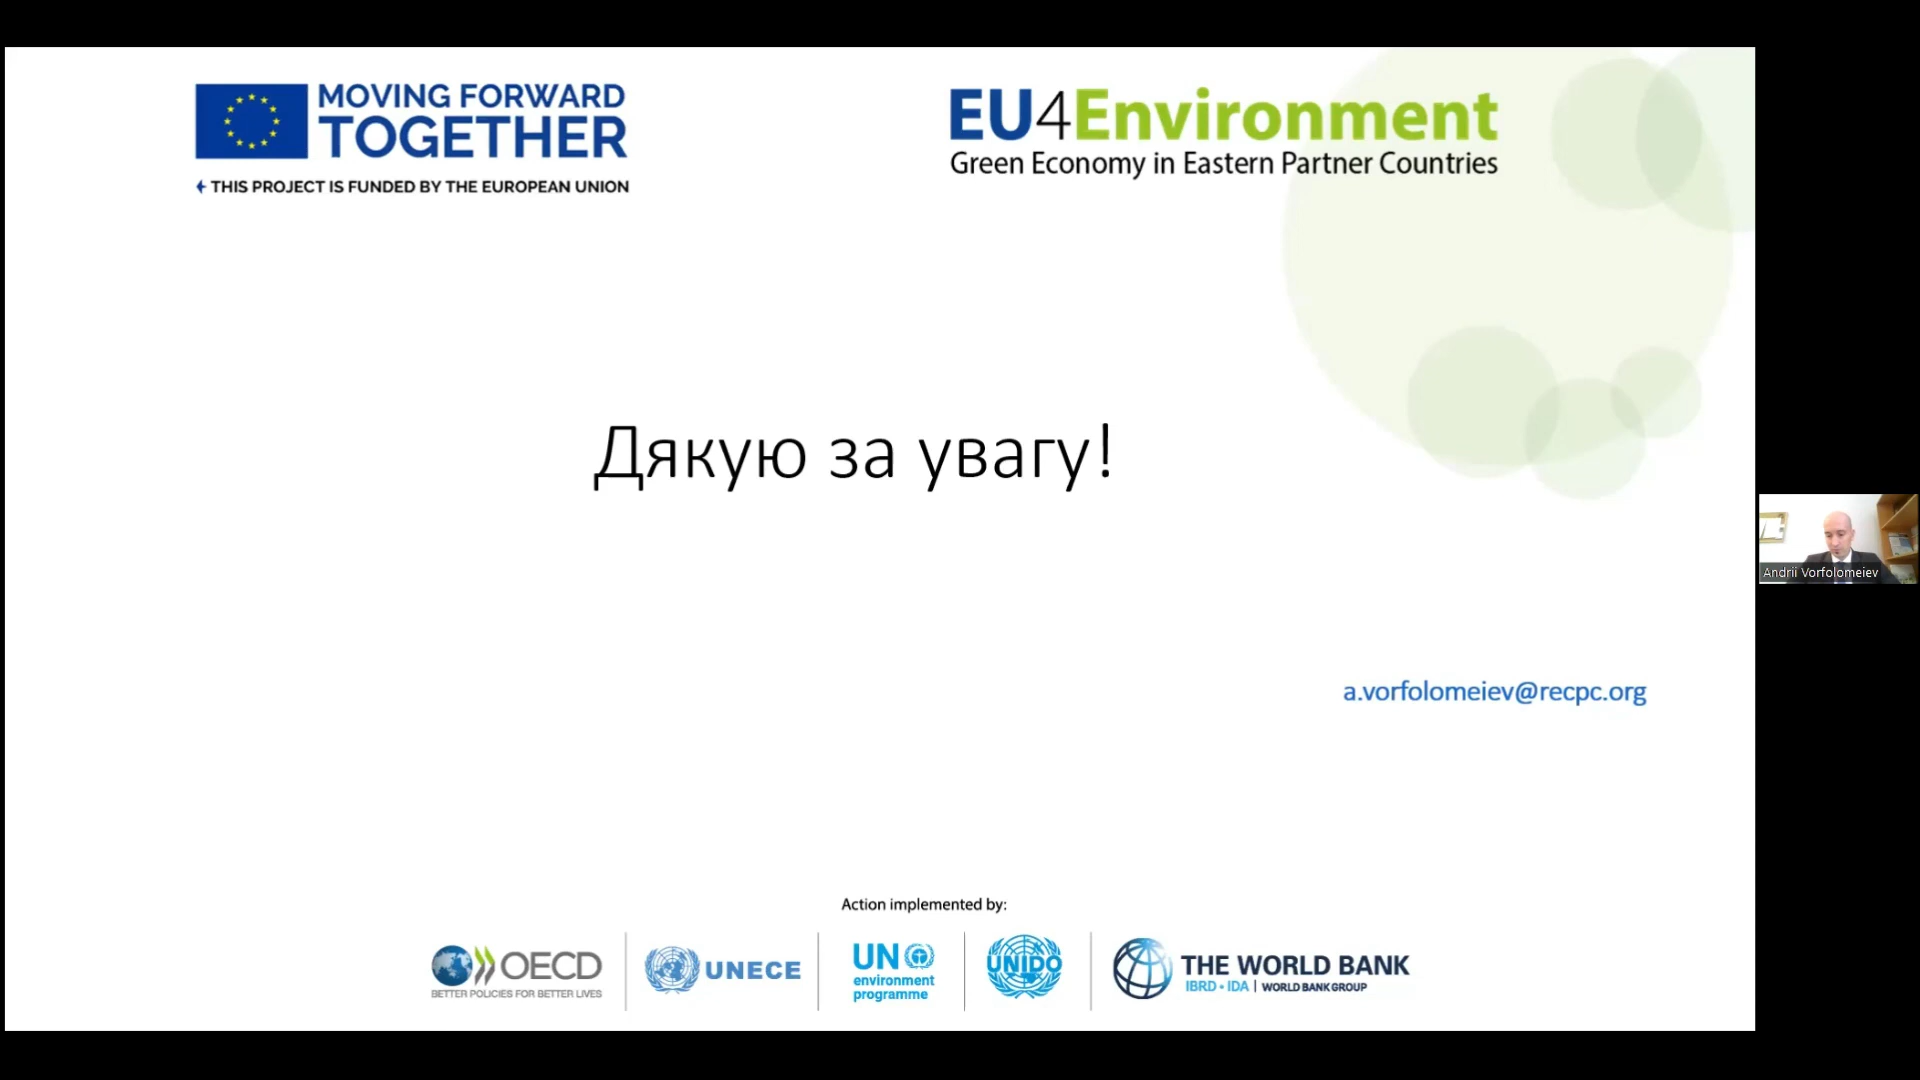 MOVING FORWARD
TOGETHER
THIS PROJECT IS FUNDED BY THE EUROPEAN UNION
EU4Environment
Green Economy in Eastern Partner Countries
Дякую за увагу!
Andrii Vorfolomeiev
a.vorfolomeiev@recpc.org
Action implemented by:
OECD
BETTER POLICIES FOR BETTER LIVES
UNECE
UN
environment
programme
UNIDO
THE WORLD BANK
IBRD • IDA | WORLD BANK GROUP